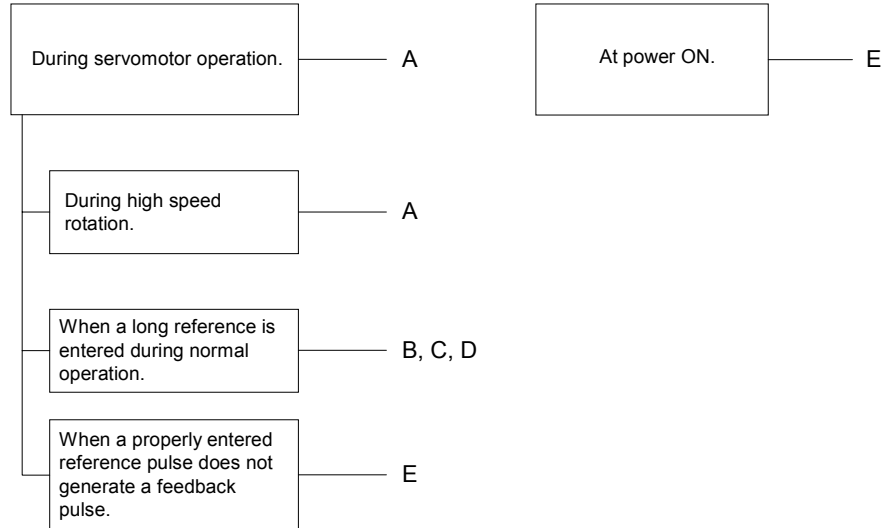 During servomotor operation.
A
At power ON.
E
During high speed
rotation.
A
When a long reference is
entered during normal
operation.
B, C, D
When a properly entered
reference pulse does not
generate a feedback
pulse.
E